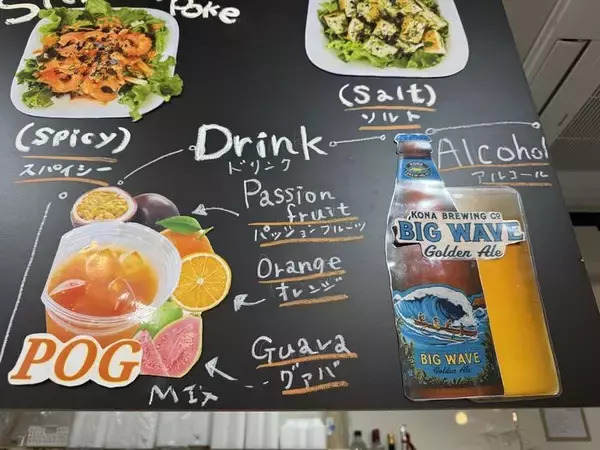 Poke
(Spicy)
スパイシー
(Salt)
ソルト
Drink
ドリンク
Alcohol
アルコール
Passion
fruit
パッションフルーツ
Orange
オレンジ
Guava
グァバ
MIX
POG
KONA BREWING CO
BIG WAVE
Golden Ale
BIG WAVE
Golden Ale